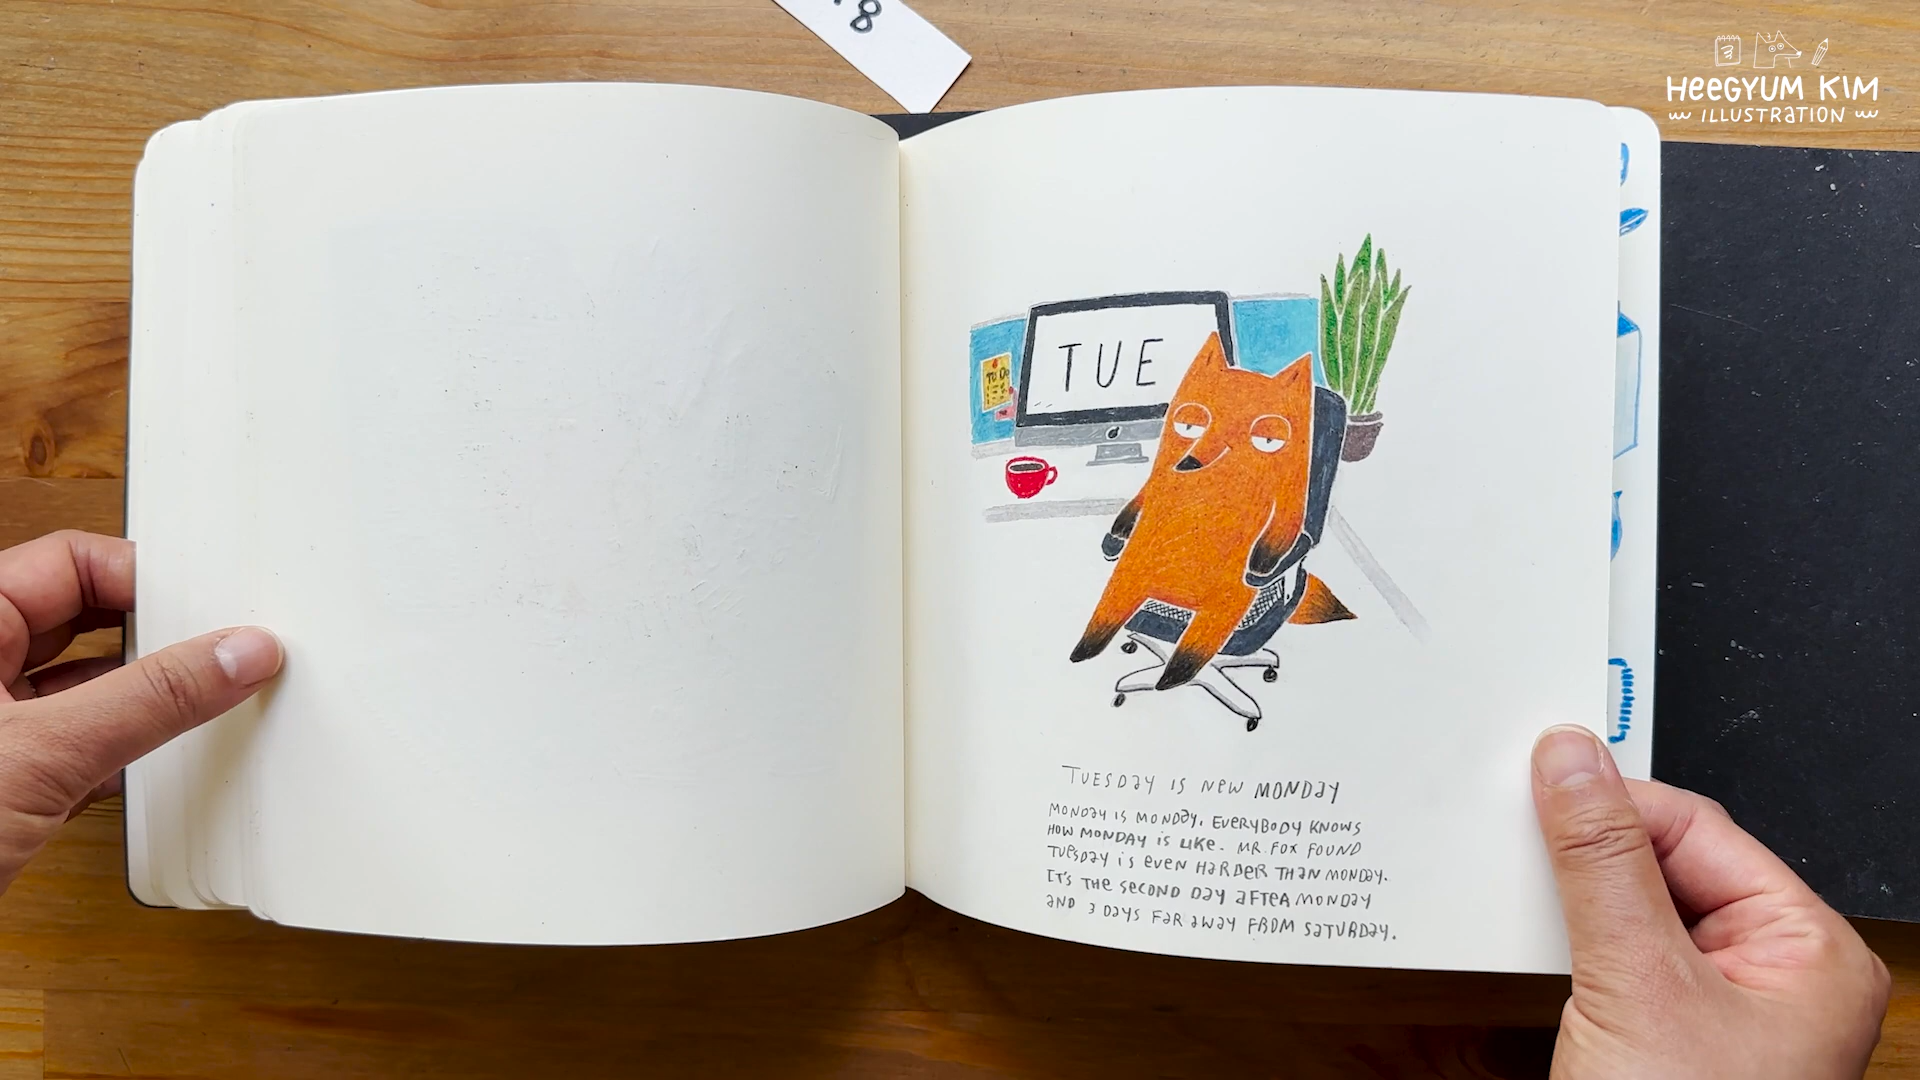 8
HEEGYUM KIM
ILLUSTRATION
TUE
TO DO
TUESDAY IS NEW MONDAY
MONDAY IS MONDAY. EVERYBODY KNOWS
HOW MONDAY IS LIKE. MR. FOX FOUND
TUESDAY IS EVEN HARDER THAN MONDAY.
IT'S THE SECOND DAY AFTER MONDAY
AND 3 DAYS FAR AWAY FROM SATURDAY.